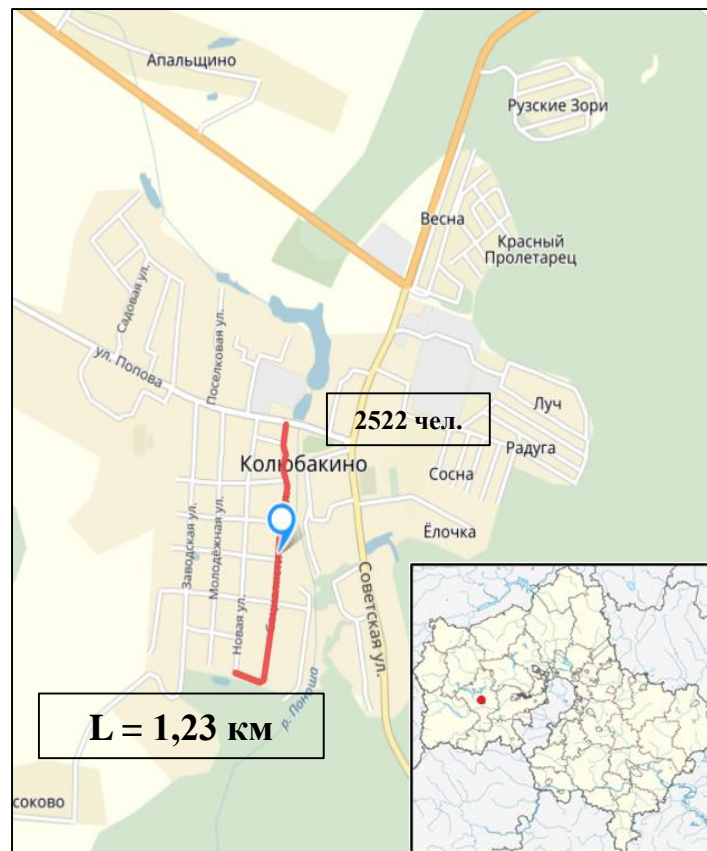 Апальщино
Рузские Зори
Весна
Красный
Пролетарец
Садовая ул.
Поселковая ул.
ул. Попова
Луч
2522 чел.
Радуга
Колюбакино
Сосна
Ёлочка
Заводская ул.
Молодёжная ул.
Новая ул.
Советская ул.
р. Поноша
L = 1,23 км
соково